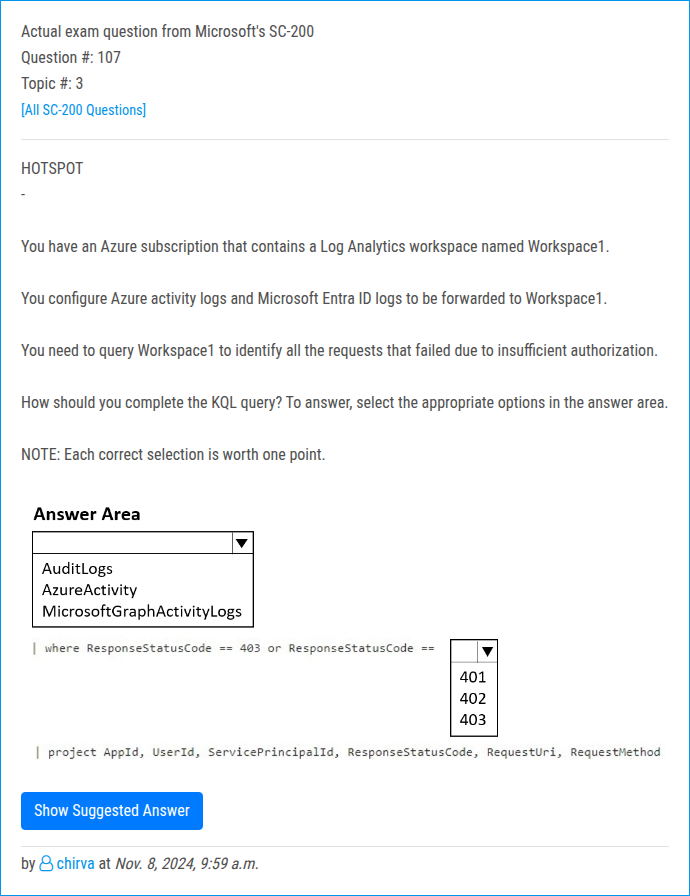 Actual exam question from Microsoft's SC-200
Question #: 107
Topic #: 3
[All SC-200 Questions]
HOTSPOT
-
You have an Azure subscription that contains a Log Analytics workspace named Workspace1.
You configure Azure activity logs and Microsoft Entra ID logs to be forwarded to Workspace1.
You need to query Workspace1 to identify all the requests that failed due to insufficient authorization.
How should you complete the KQL query? To answer, select the appropriate options in the answer area.
NOTE: Each correct selection is worth one point.
Answer Area
AuditLogs
AzureActivity
MicrosoftGraphActivityLogs
| where ResponseStatusCode == 403 or ResponseStatusCode ==
401
402
403
| project AppId, UserId, ServicePrincipalId, ResponseStatusCode, RequestUri, RequestMethod
Show Suggested Answer
by chirva at Nov. 8, 2024, 9:59 a.m.